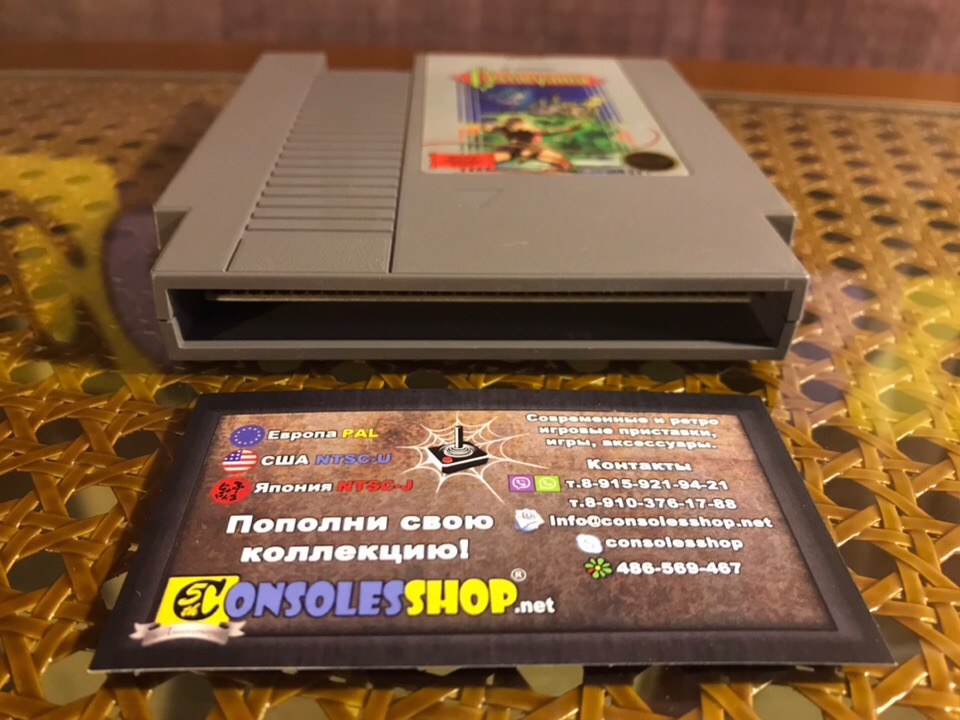 Castlevania
Европа PAL
США NTSC-U
Япония NTSC-J
Пополни свою
коллекцию!
CONSOLESSHOP.net®
Современные и ретро
игровые приставки,
игры, аксессуары.
Контакты
т.8-915-921-94-21
т.8-910-376-17-88
info@consolesshop.net
consolesshop
486-569-467